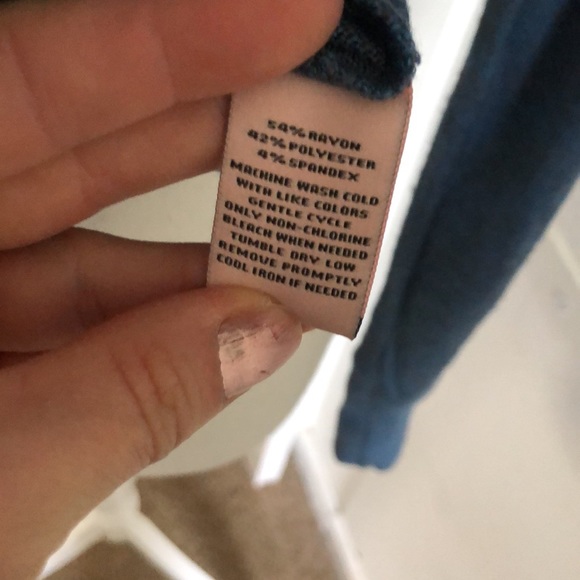 54% RAYON
42% POLYESTER
4% SPANDEX
MACHINE WASH COLD
WITH LIKE COLORS
GENTLE CYCLE
ONLY NON-CHLORINE
BLEACH WHEN NEEDED
TUMBLE DRY LOW
REMOVE PROMPTLY
COOL IRON IF NEEDED